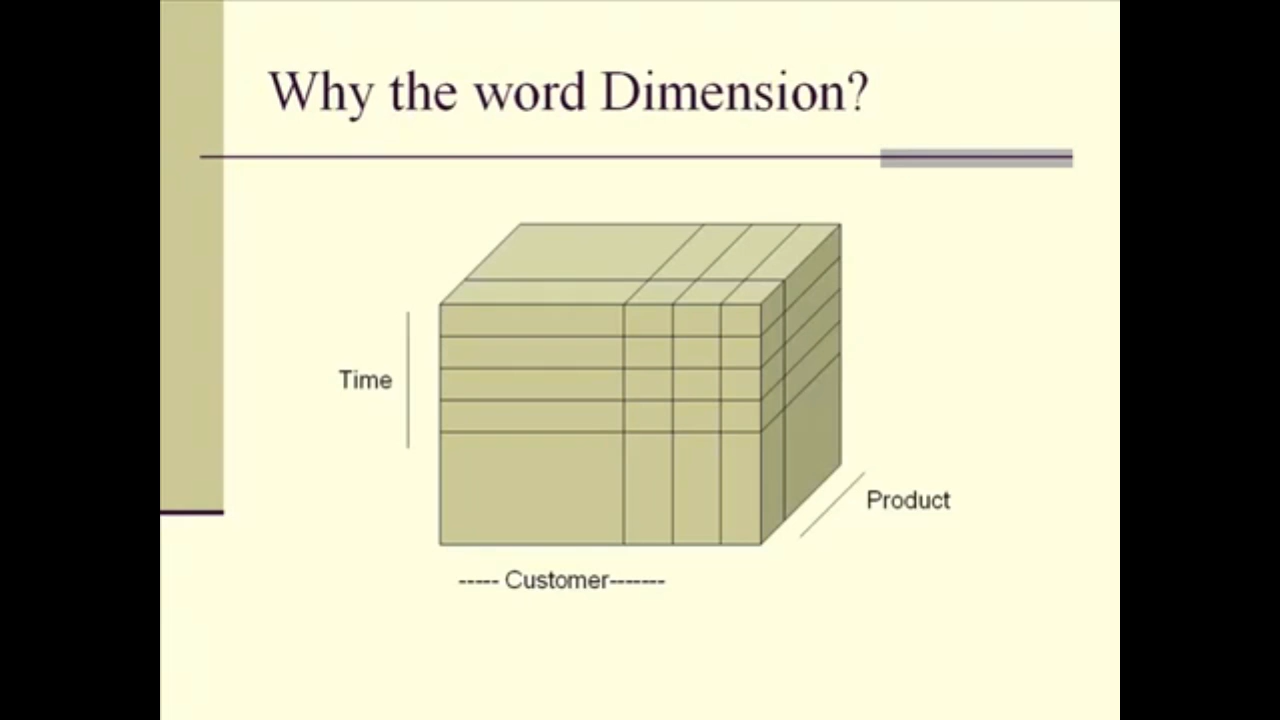 Why the word Dimension?
Time
Product
----- Customer-------